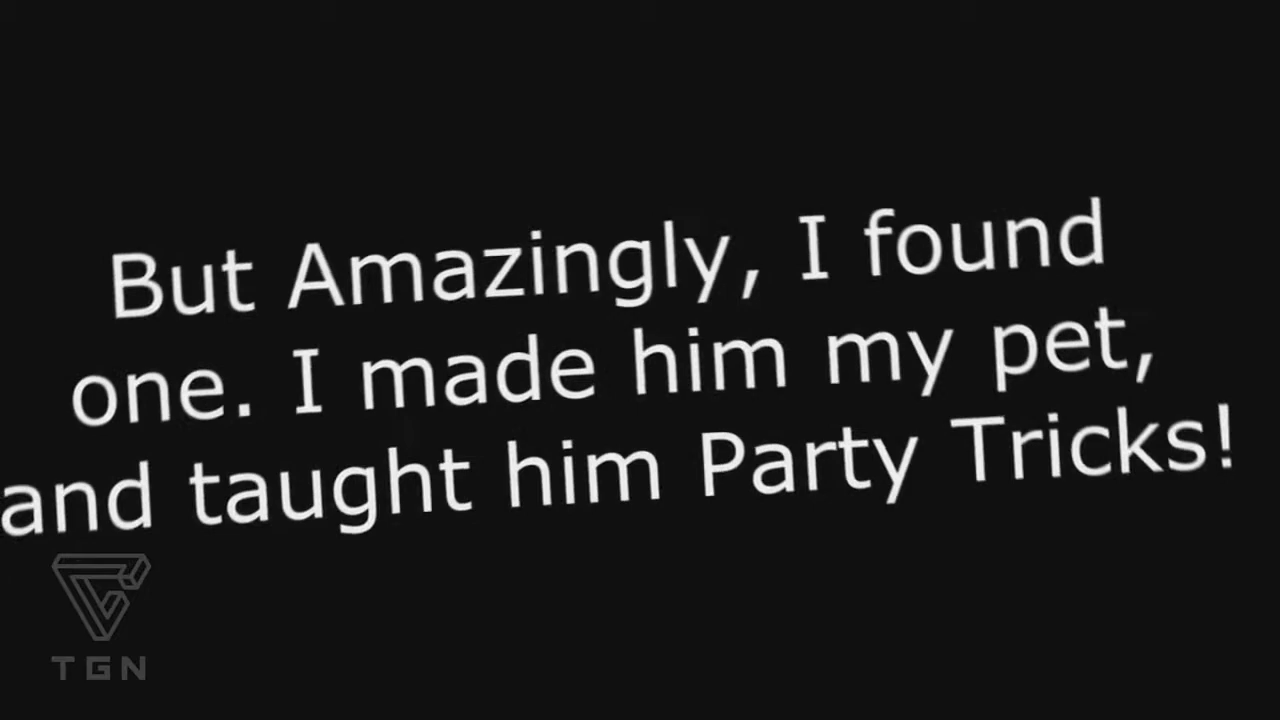 But Amazingly, I found
one. I made him my pet,
and taught him Party Tricks!
TGN